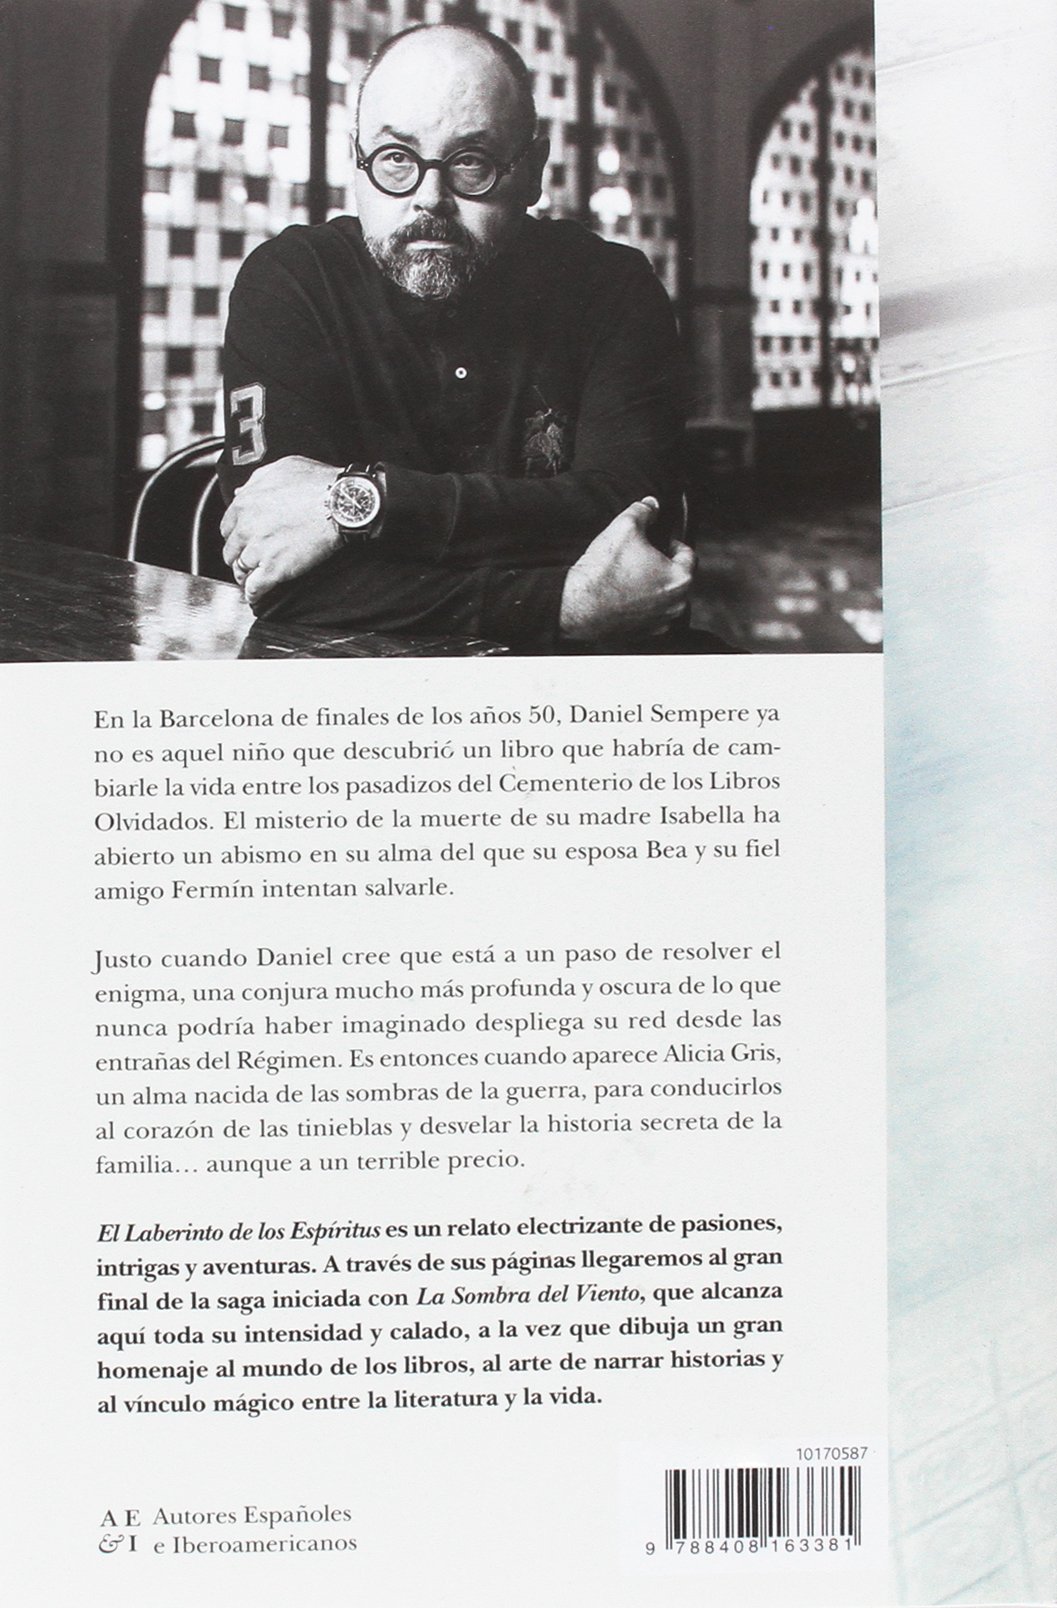 3
En la Barcelona de finales de los años 50, Daniel Sempere ya
no es aquel niño que descubrió un libro que habría de cam-
biarle la vida entre los pasadizos del Cementerio de los Libros
Olvidados. El misterio de la muerte de su madre Isabella ha
abierto un abismo en su alma del que su esposa Bea y su fiel
amigo Fermín intentan salvarle.
Justo cuando Daniel cree que está a un paso de resolver el
enigma, una conjura mucho más profunda y oscura de lo que
nunca podría haber imaginado despliega su red desde las
entrañas del Régimen. Es entonces cuando aparece Alicia Gris,
un alma nacida de las sombras de la guerra, para conducirlos
al corazón de las tinieblas y desvelar la historia secreta de la
familia… aunque a un terrible precio.
El Laberinto de los Espíritus es un relato electrizante de pasiones,
intrigas y aventuras. A través de sus páginas llegaremos al gran
final de la saga iniciada con La Sombra del Viento, que alcanza
aquí toda su intensidad y calado, a la vez que dibuja un gran
homenaje al mundo de los libros, al arte de narrar historias y
al vínculo mágico entre la literatura y la vida.
10170587
A E Autores Españoles
& I e Iberoamericanos
9 788408 163381